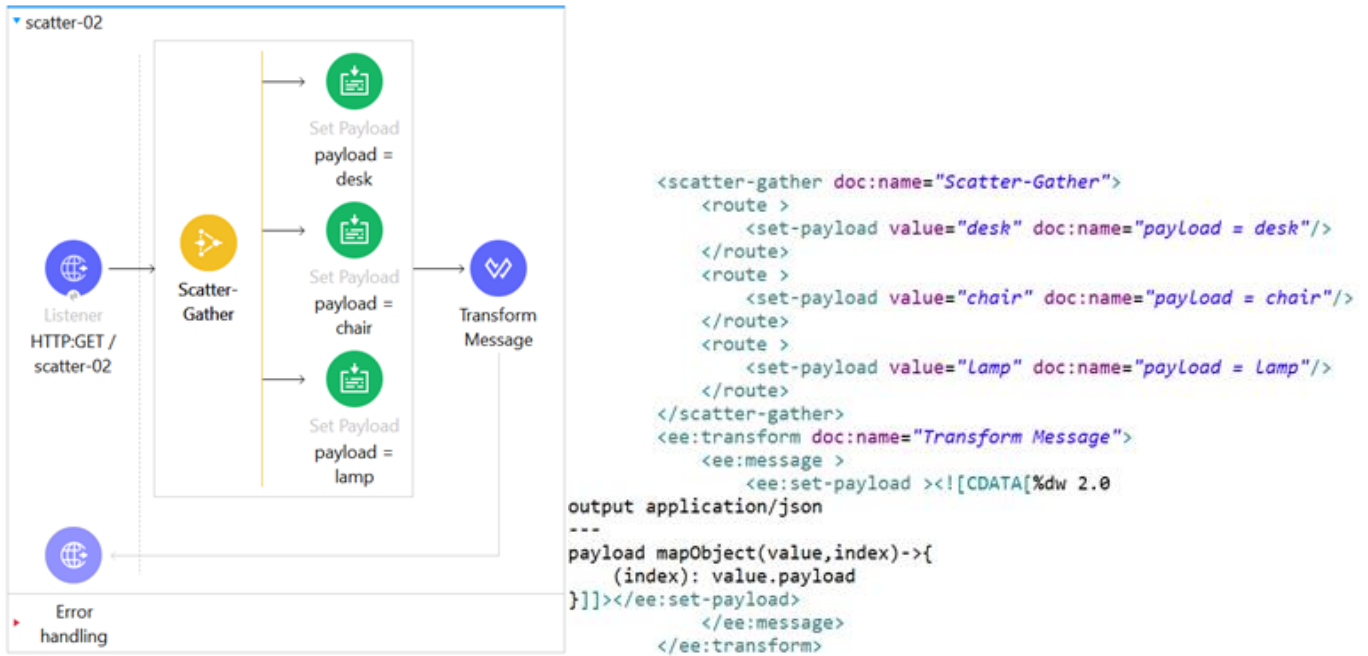 scatter-02
Set Payload
payload =
desk
Set Payload
payload =
chair
Set Payload
payload =
lamp
Scatter-
Gather
Listener
HTTP:GET /
scatter-02
Transform
Message
Error
handling
<scatter-gather doc:name="Scatter-Gather">
<route >
<set-payload value="desk" doc:name="payload = desk"/>
</route>
<route >
<set-payload value="chair" doc:name="payload = chair"/>
</route>
<route >
<set-payload value="lamp" doc:name="payload = lamp"/>
</route>
</scatter-gather>
<ee:transform doc:name="Transform Message">
<ee:message >
<ee:set-payload ><![CDATA[%dw 2.0
output application/json
---
payload mapObject(value,index)->{
(index): value.payload
}]]></ee:set-payload>
</ee:message>
</ee:transform>